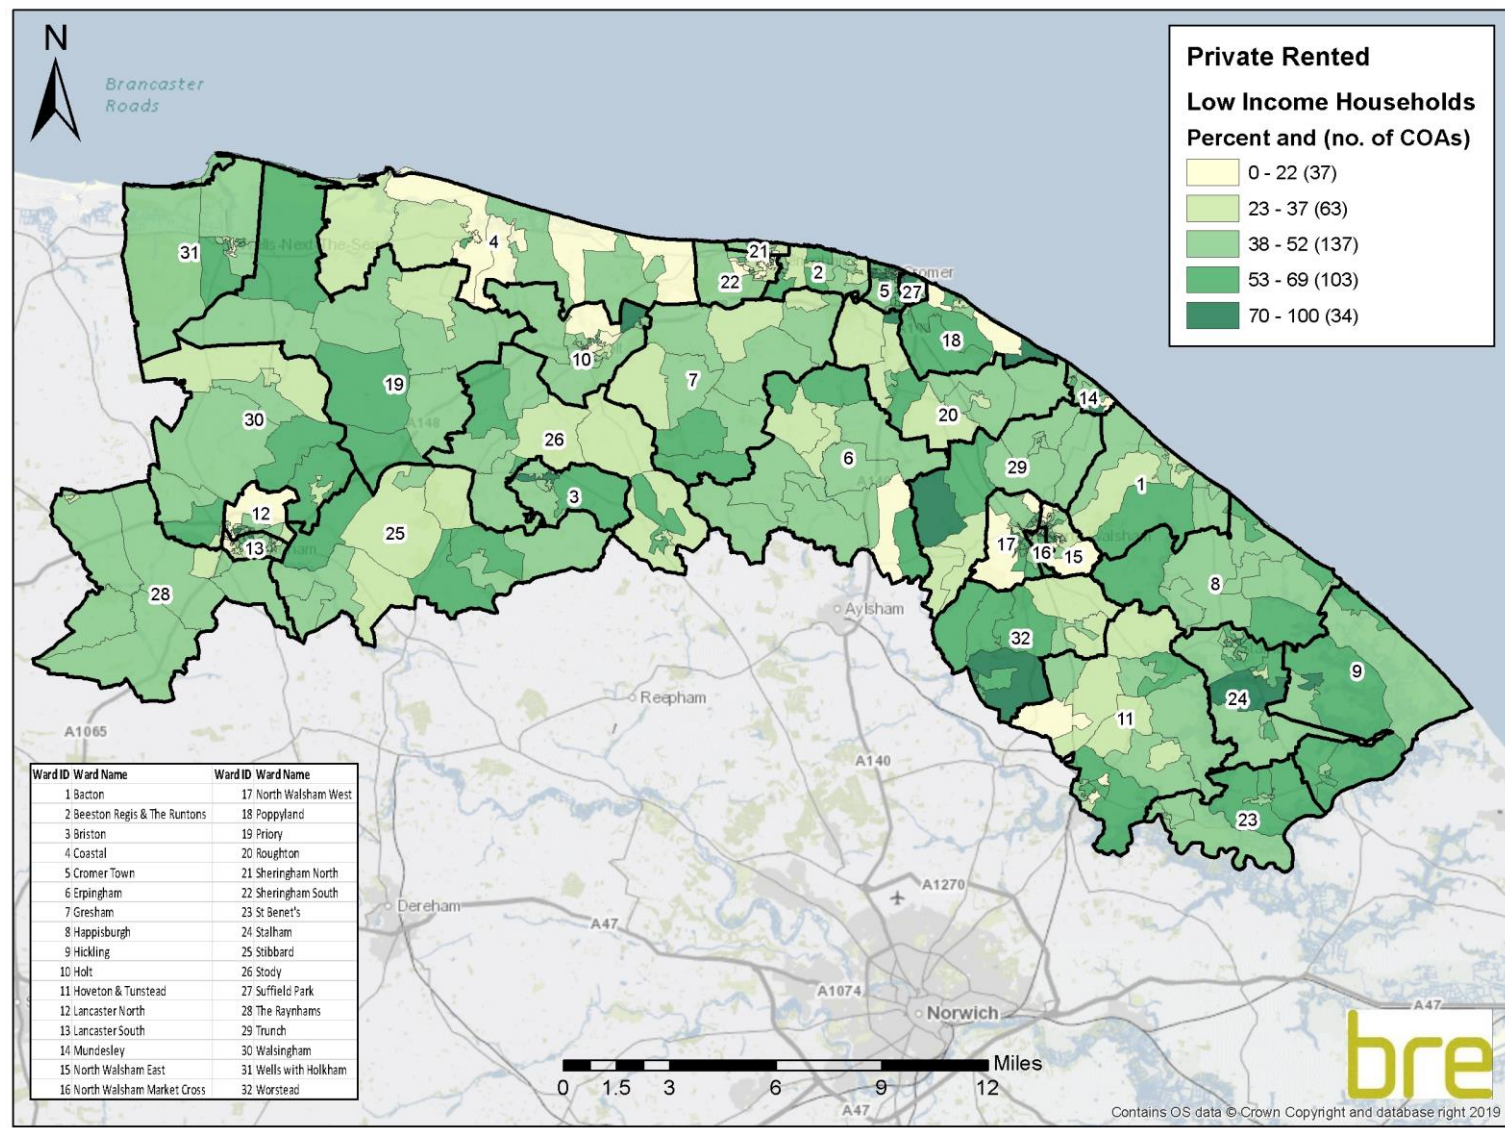 N
Brancaster
Roads
Private Rented
Low Income Households
Percent and (no. of COAs)
0 - 22 (37)
23 - 37 (63)
38 - 52 (137)
53 - 69 (103)
70 - 100 (34)
31
4
21
22
2
Cromer
5
27
18
10
19
7
14
30
20
A148
26
6
29
3
1
12
17
25
13
16
15
28
8
Aylsham
32
9
Reepham
24
11
A1065
A140
23
Ward ID Ward Name Ward ID Ward Name
1 Bacton 17 North Walsham West
2 Beeston Regis & The Runtons 18 Poppyland
3 Briston 19 Priory
4 Coastal 20 Roughton
5 Cromer Town 21 Sheringham North
6 Erpingham 22 Sheringham South
7 Gresham 23 St Benet's
8 Happisburgh 24 Stalham
9 Hickling 25 Stibbard
10 Holt 26 Stody
11 Hoveton & Tunstead 27 Suffield Park
12 Lancaster North 28 The Raynhams
13 Lancaster South 29 Trunch
14 Mundesley 30 Walsingham
15 North Walsham East 31 Wells with Holkham
16 North Walsham Market Cross 32 Worstead
A1270
Dereham
A47
A1074
Norwich
A47
Miles
0 1.5 3 6 9 12
A47
bre
Contains OS data © Crown Copyright and database right 2019